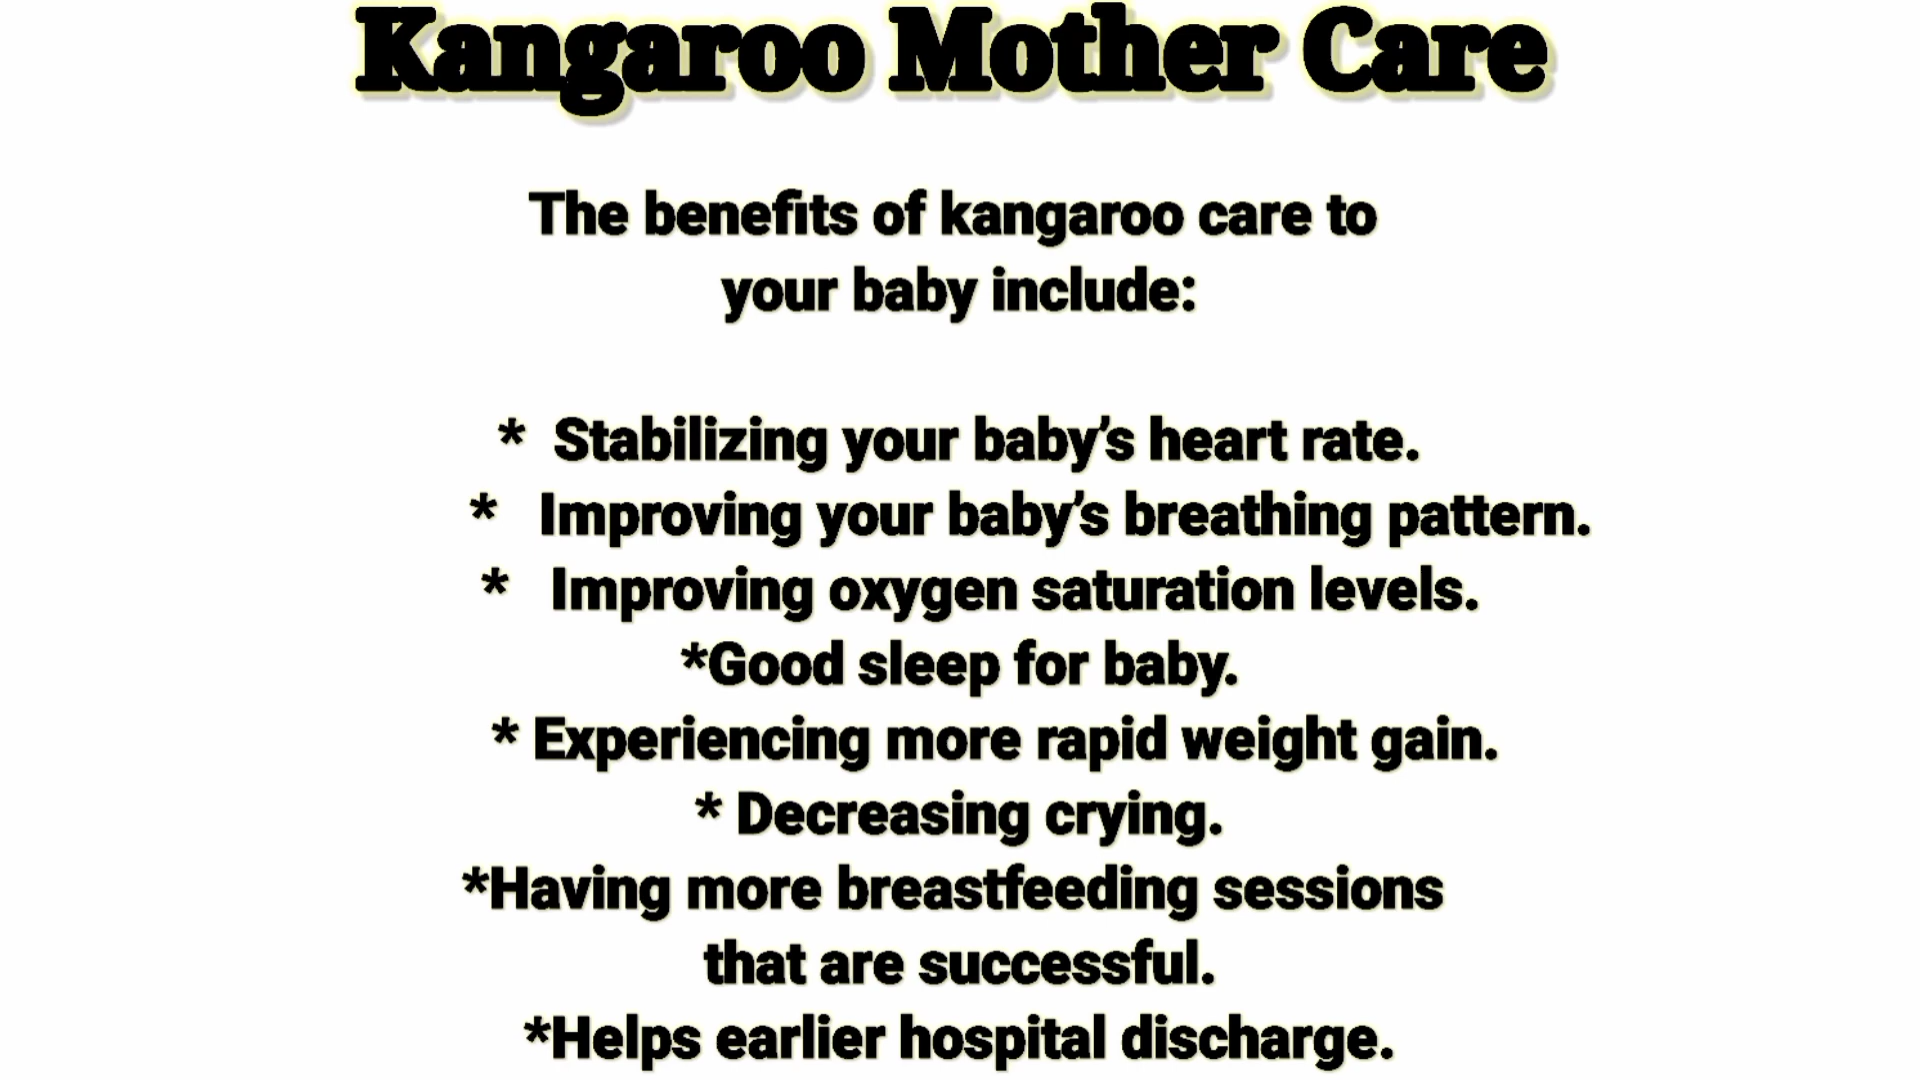 Kangaroo Mother Care
The benefits of kangaroo care to
your baby include:
* Stabilizing your baby’s heart rate.
* Improving your baby’s breathing pattern.
* Improving oxygen saturation levels.
*Good sleep for baby.
* Experiencing more rapid weight gain.
* Decreasing crying.
*Having more breastfeeding sessions
that are successful.
*Helps earlier hospital discharge.